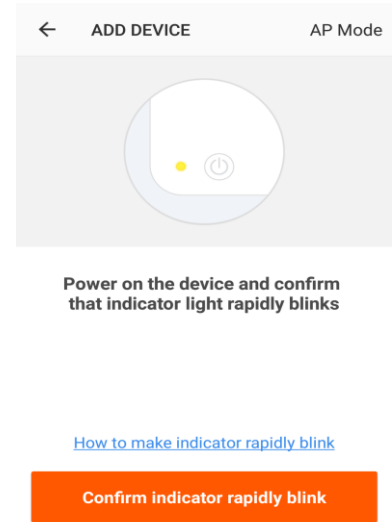 ADD DEVICE
AP Mode
Power on the device and confirm
that indicator light rapidly blinks
How to make indicator rapidly blink
Confirm indicator rapidly blink